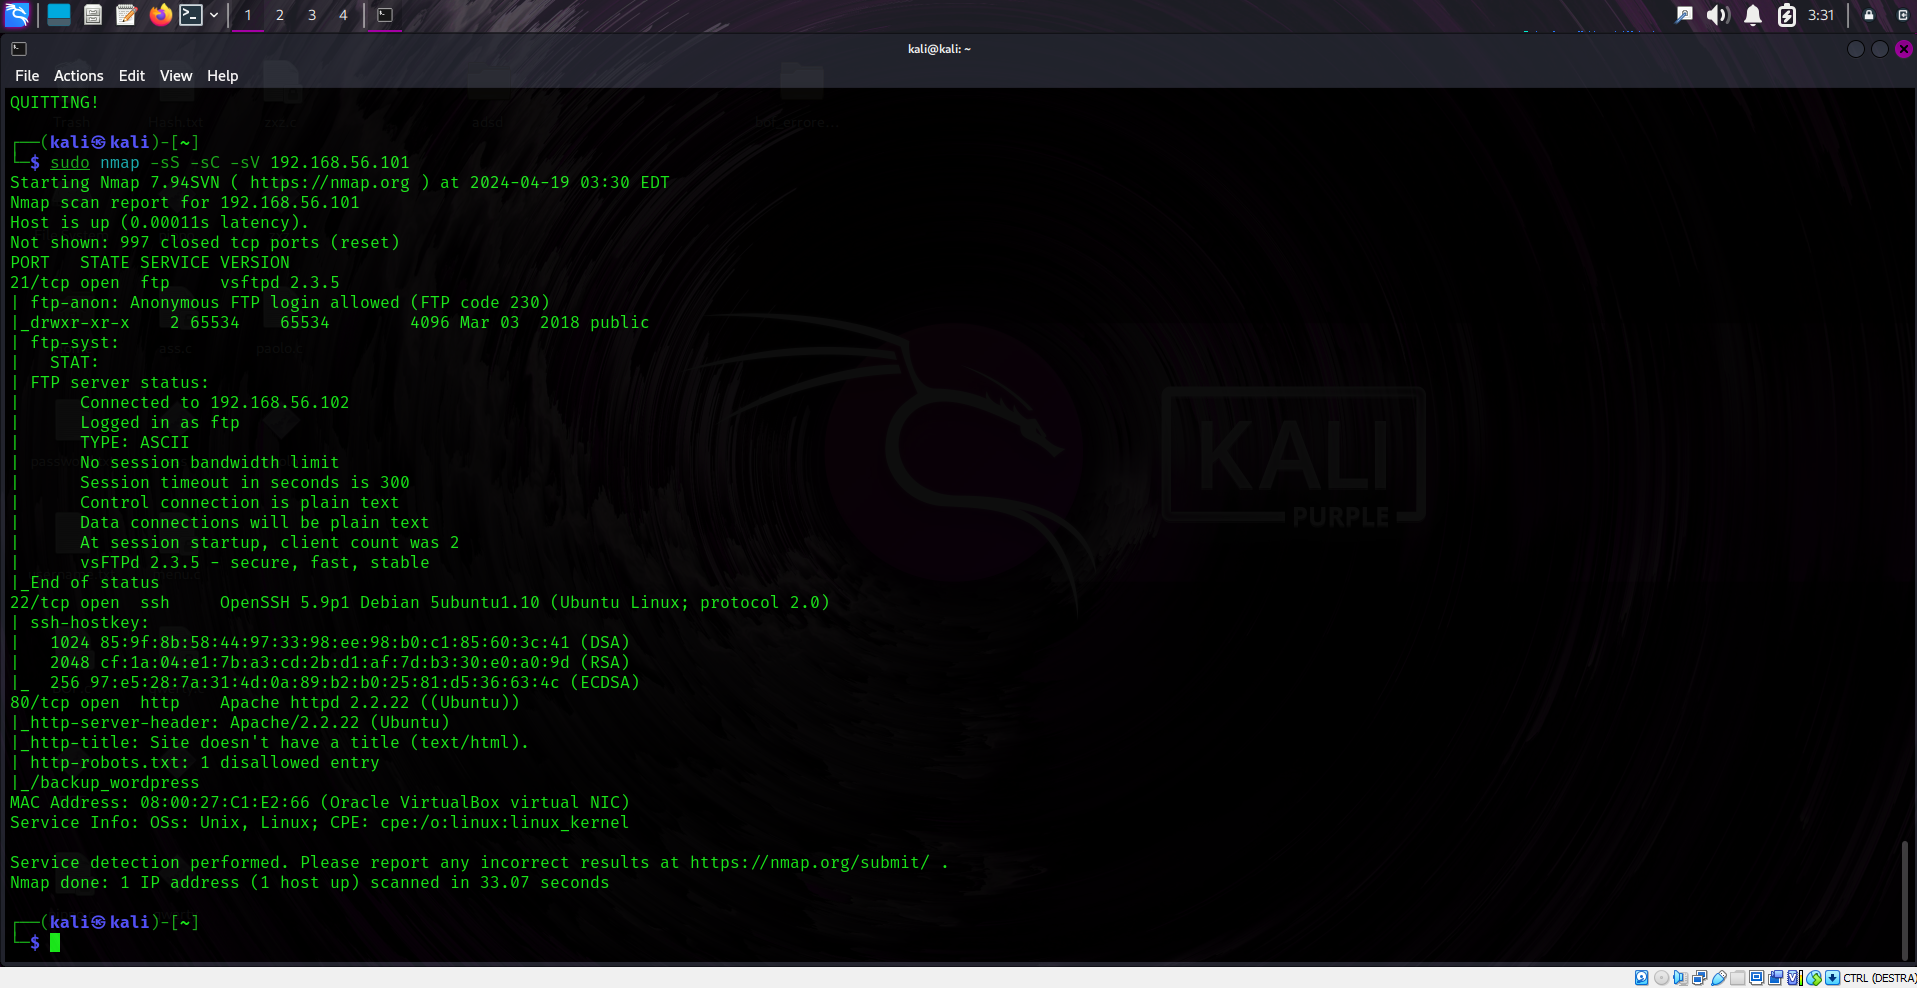 1 2 3 4
3:31
kali@kali: ~
File Actions Edit View Help
QUITTING!
┌──(kali㉿kali)-[~]
└─$ sudo nmap -sS -sC -sV 192.168.56.101
Starting Nmap 7.94SVN ( https://nmap.org ) at 2024-04-19 03:30 EDT
Nmap scan report for 192.168.56.101
Host is up (0.00011s latency).
Not shown: 997 closed tcp ports (reset)
PORT   STATE SERVICE VERSION
21/tcp open  ftp     vsftpd 2.3.5
| ftp-anon: Anonymous FTP login allowed (FTP code 230)
|_drwxr-xr-x    2 65534    65534        4096 Mar 03  2018 public
| ftp-syst:
|   STAT:
| FTP server status:
|      Connected to 192.168.56.102
|      Logged in as ftp
|      TYPE: ASCII
|      No session bandwidth limit
|      Session timeout in seconds is 300
|      Control connection is plain text
|      Data connections will be plain text
|      At session startup, client count was 2
|      vsFTPd 2.3.5 - secure, fast, stable
|_End of status
22/tcp open  ssh     OpenSSH 5.9p1 Debian 5ubuntu1.10 (Ubuntu Linux; protocol 2.0)
| ssh-hostkey:
|   1024 85:9f:8b:58:44:97:33:98:ee:98:b0:c1:85:60:3c:41 (DSA)
|   2048 cf:1a:04:e1:7b:a3:cd:2b:d1:af:7d:b3:30:e0:a0:9d (RSA)
|_  256 97:e5:28:7a:31:4d:0a:89:b2:b0:25:81:d5:36:63:4c (ECDSA)
80/tcp open  http    Apache httpd 2.2.22 ((Ubuntu))
|_http-server-header: Apache/2.2.22 (Ubuntu)
|_http-title: Site doesn't have a title (text/html).
| http-robots.txt: 1 disallowed entry
|_/backup_wordpress
MAC Address: 08:00:27:C1:E2:66 (Oracle VirtualBox virtual NIC)
Service Info: OSs: Unix, Linux; CPE: cpe:/o:linux:linux_kernel
Service detection performed. Please report any incorrect results at https://nmap.org/submit/ .
Nmap done: 1 IP address (1 host up) scanned in 33.07 seconds
┌──(kali㉿kali)-[~]
└─$
KALI
PURPLE
CTRL (DESTRA)